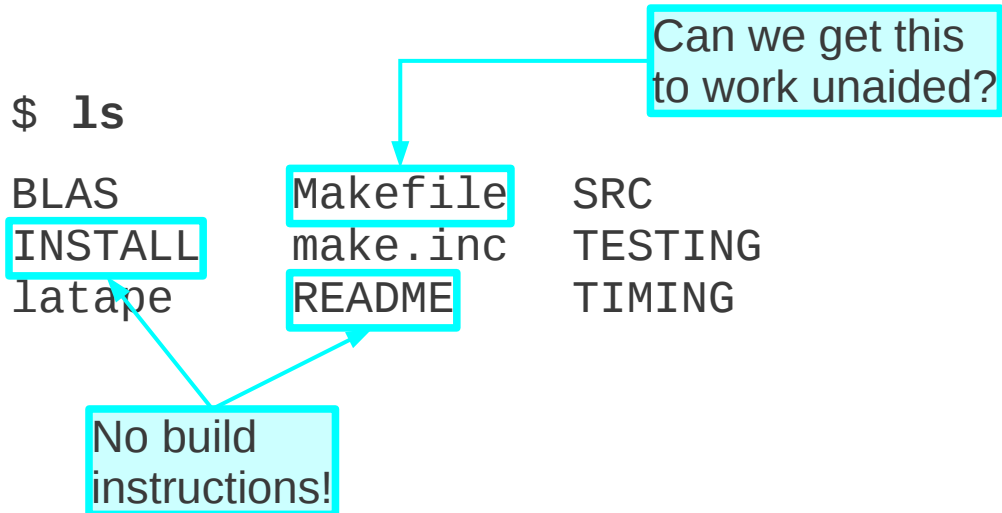 Can we get this
to work unaided?
$ ls
BLAS Makefile SRC
INSTALL make.inc TESTING
latape README TIMING
No build
instructions!